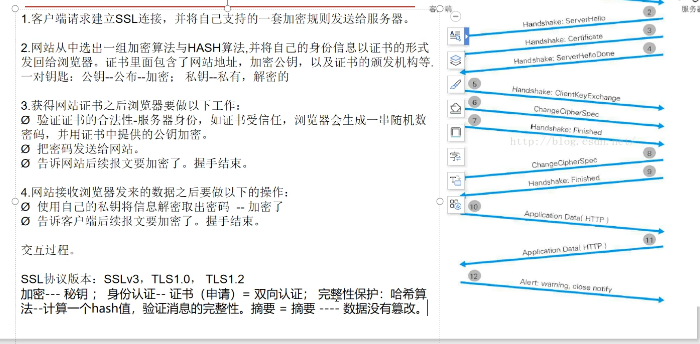 1.客户端请求建立SSL连接，并将自己支持的一套加密规则发送给服务器。
2.网站从中选出一组加密算法与HASH算法,并将自己的身份信息以证书的形式
发回给浏览器。证书里面包含了网站地址，加密公钥，以及证书的颁发机构等.
一对钥匙：公钥--公布--加密； 私钥--私有，解密的
3.获得网站证书之后浏览器要做以下工作：
Ø 验证证书的合法性-服务器身份，如证书受信任，浏览器会生成一串随机数
密码，并用证书中提供的公钥加密。
Ø 把密码发送给网站。
Ø 告诉网站后续报文要加密了。握手结束。
4.网站接收浏览器发来的数据之后要做以下的操作：
Ø 使用自己的私钥将信息解密取出密码 -- 加密了
Ø 告诉客户端后续报文要加密了。握手结束。
交互过程。
SSL协议版本：SSLv3，TLS1.0， TLS1.2
加密--- 秘钥 ； 身份认证-- 证书（申请）= 双向认证； 完整性保护：哈希算
法--计算一个hash值，验证消息的完整性。摘要 = 摘要 ---- 数据没有篡改。
客户端
服务器
2
Handshake: ServerHello
3
Handshake: Certificate
4
Handshake: ServerHelloDone
5
Handshake: ClientKeyExchange
6
ChangeCipherSpec
7
Handshake: Finished
8
ChangeCipherSpec
9
Handshake: Finished
10
Application Data( HTTP )
11
Application Data( HTTP )
12
Alert: warning, close notify